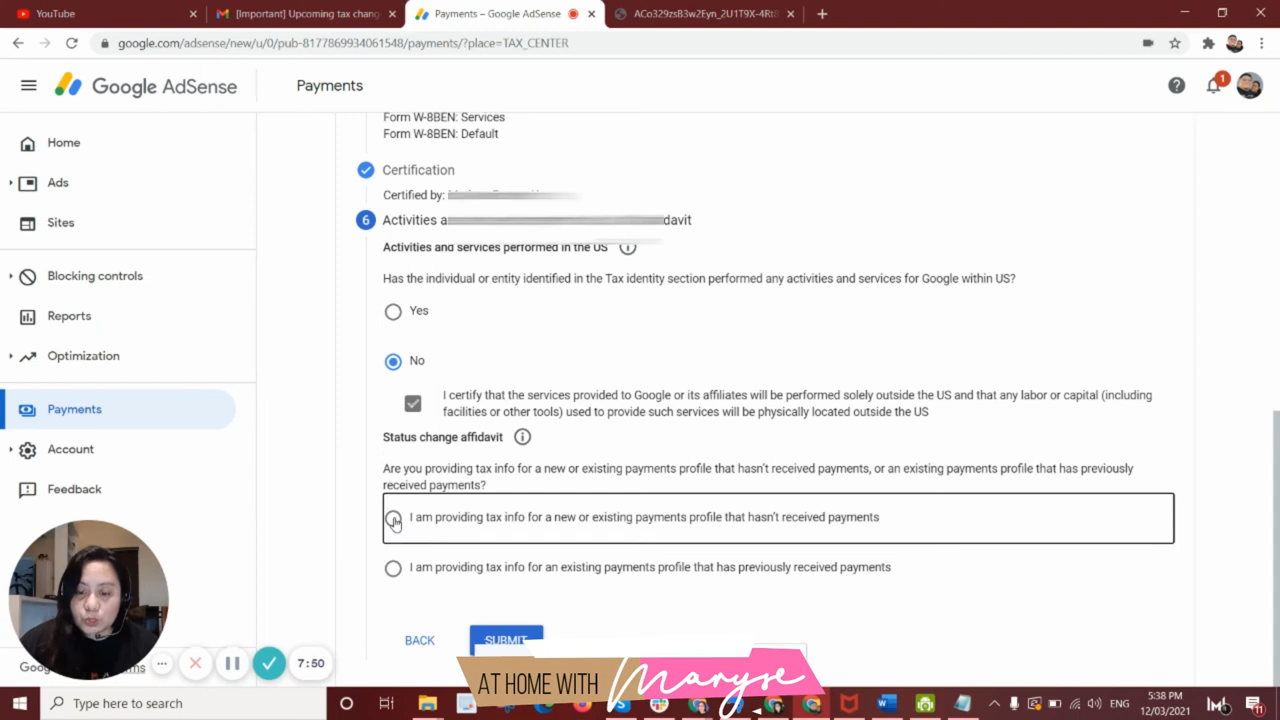 YouTube
[Important] Upcoming tax chang
Payments – Google AdSense
ACo329zsB3w2Eyn_2U1T9X-4Rt8
google.com/adsense/new/u/0/pub-8177869934061548/payments/?place=TAX_CENTER
Google AdSense
Payments
1
Home
Ads
Sites
Blocking controls
Reports
Optimization
Payments
Account
Feedback
Form W-8BEN: Services
Form W-8BEN: Default
Certification
Certified by:
6 Activities a davit
Activities and services performed in the US
Has the individual or entity identified in the Tax identity section performed any activities and services for Google within US?
Yes
No
I certify that the services provided to Google or its affiliates will be performed solely outside the US and that any labor or capital (including
facilities or other tools) used to provide such services will be physically located outside the US
Status change affidavit
Are you providing tax info for a new or existing payments profile that hasn't received payments, or an existing payments profile that has previously
received payments?
I am providing tax info for a new or existing payments profile that hasn't received payments
I am providing tax info for an existing payments profile that has previously received payments
BACK
SUBMIT
7:50
AT HOME WITH Maryse
Type here to search
ENG
5:38 PM
12/03/2021
11